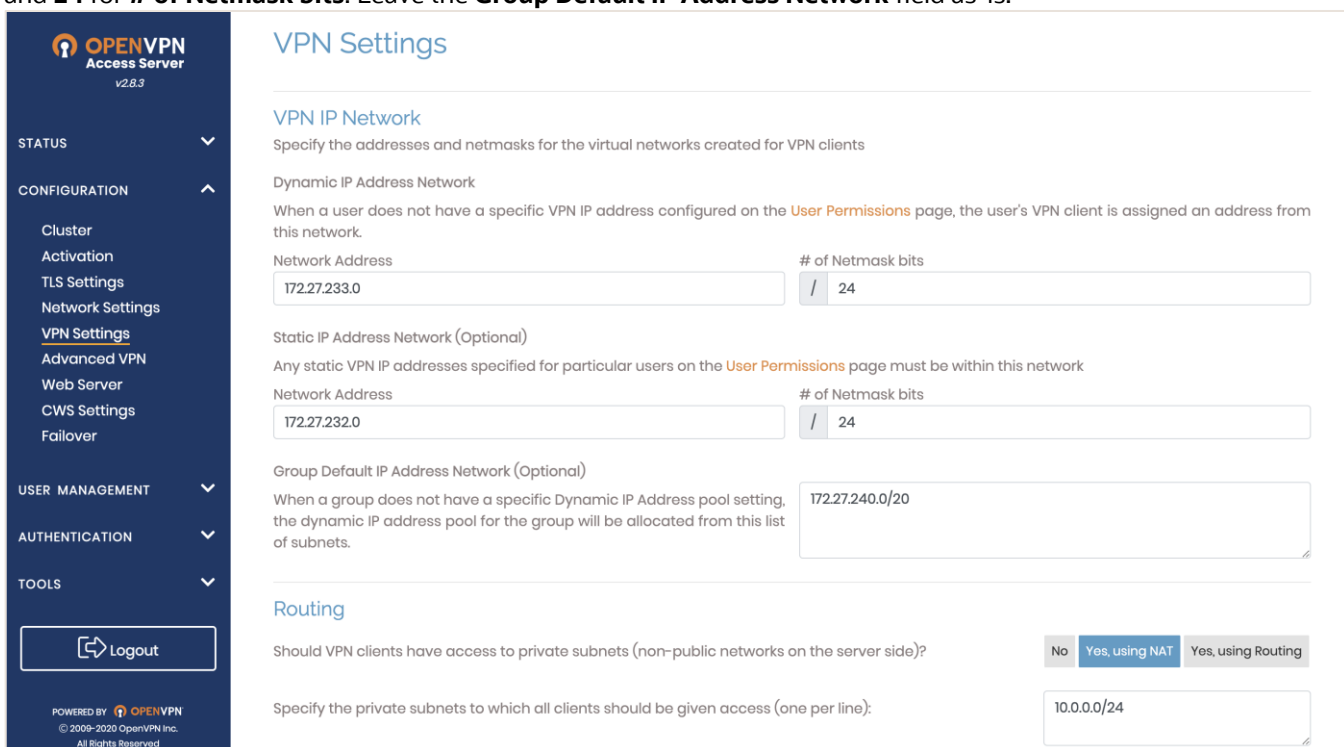 and 24 for # of Netmask bits. Leave the Group Default IP Address Network field as-is.
OPENVPN
Access Server
v2.8.3
STATUS
CONFIGURATION
Cluster
Activation
TLS Settings
Network Settings
VPN Settings
Advanced VPN
Web Server
CWS Settings
Failover
USER MANAGEMENT
AUTHENTICATION
TOOLS
Logout
POWERED BY OPENVPN
© 2009-2020 OpenVPN Inc.
All Rights Reserved
VPN Settings
VPN IP Network
Specify the addresses and netmasks for the virtual networks created for VPN clients
Dynamic IP Address Network
When a user does not have a specific VPN IP address configured on the User Permissions page, the user's VPN client is assigned an address from
this network.
Network Address
# of Netmask bits
172.27.233.0
/ 24
Static IP Address Network (Optional)
Any static VPN IP addresses specified for particular users on the User Permissions page must be within this network
Network Address
# of Netmask bits
172.27.232.0
/ 24
Group Default IP Address Network (Optional)
When a group does not have a specific Dynamic IP Address pool setting,
the dynamic IP address pool for the group will be allocated from this list
of subnets.
172.27.240.0/20
Routing
Should VPN clients have access to private subnets (non-public networks on the server side)?
No Yes, using NAT Yes, using Routing
Specify the private subnets to which all clients should be given access (one per line):
10.0.0.0/24